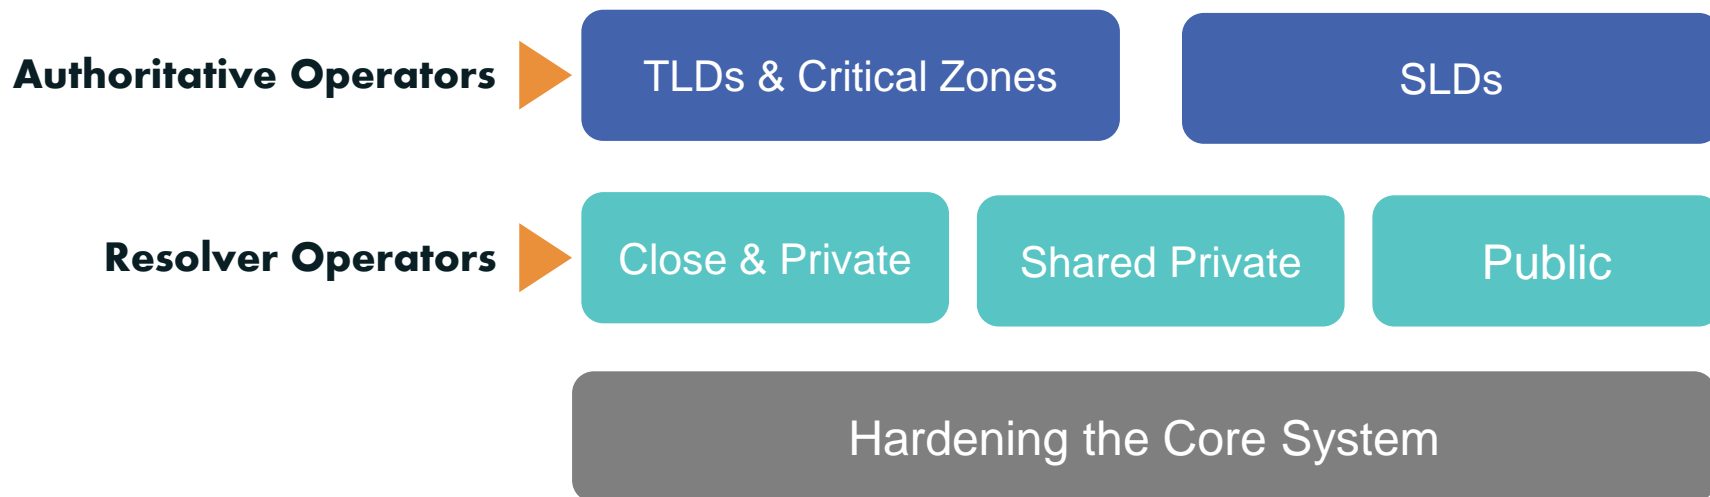 Authoritative Operators
TLDs & Critical Zones
SLDs
Resolver Operators
Close & Private
Shared Private
Public
Hardening the Core System